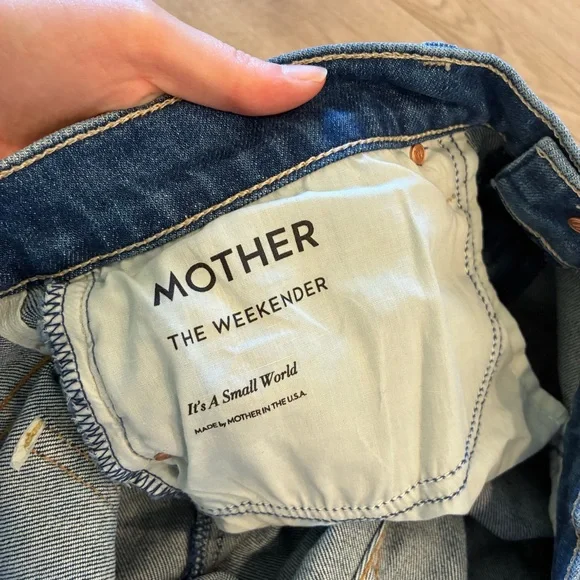 MOTHER
THE WEEKENDER
It's A Small World
MADE by MOTHER IN THE U.S.A.